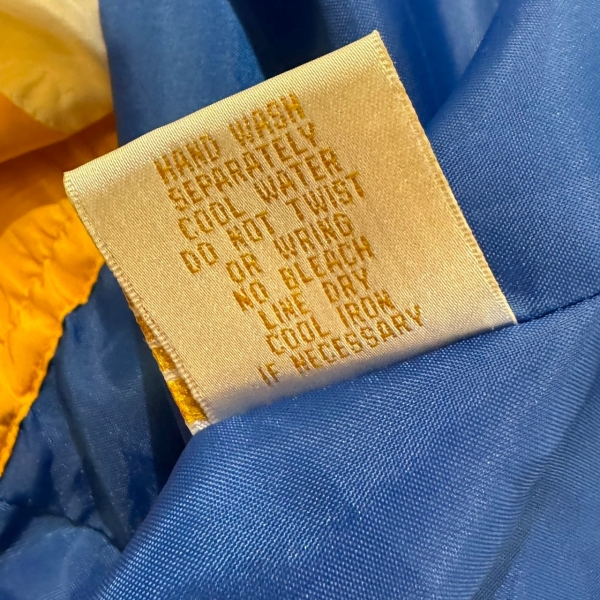 HAND WASH
SEPARATELY
COOL WATER
DO NOT TWIST
OR WRING
NO BLEACH
LINE DRY
COOL IRON
IF NECESSARY